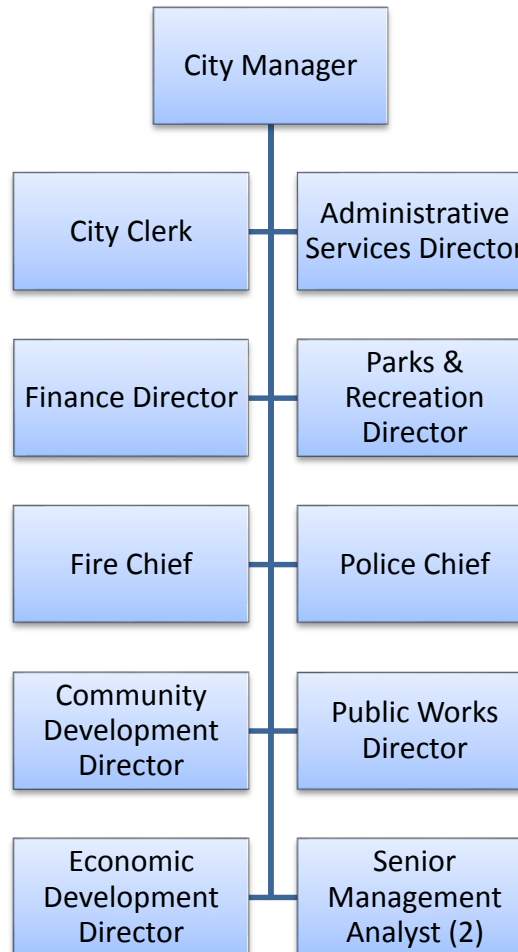 City Manager
City Clerk
Administrative
Services Director
Finance Director
Parks &
Recreation
Director
Fire Chief
Police Chief
Community
Development
Director
Public Works
Director
Economic
Development
Director
Senior
Management
Analyst (2)